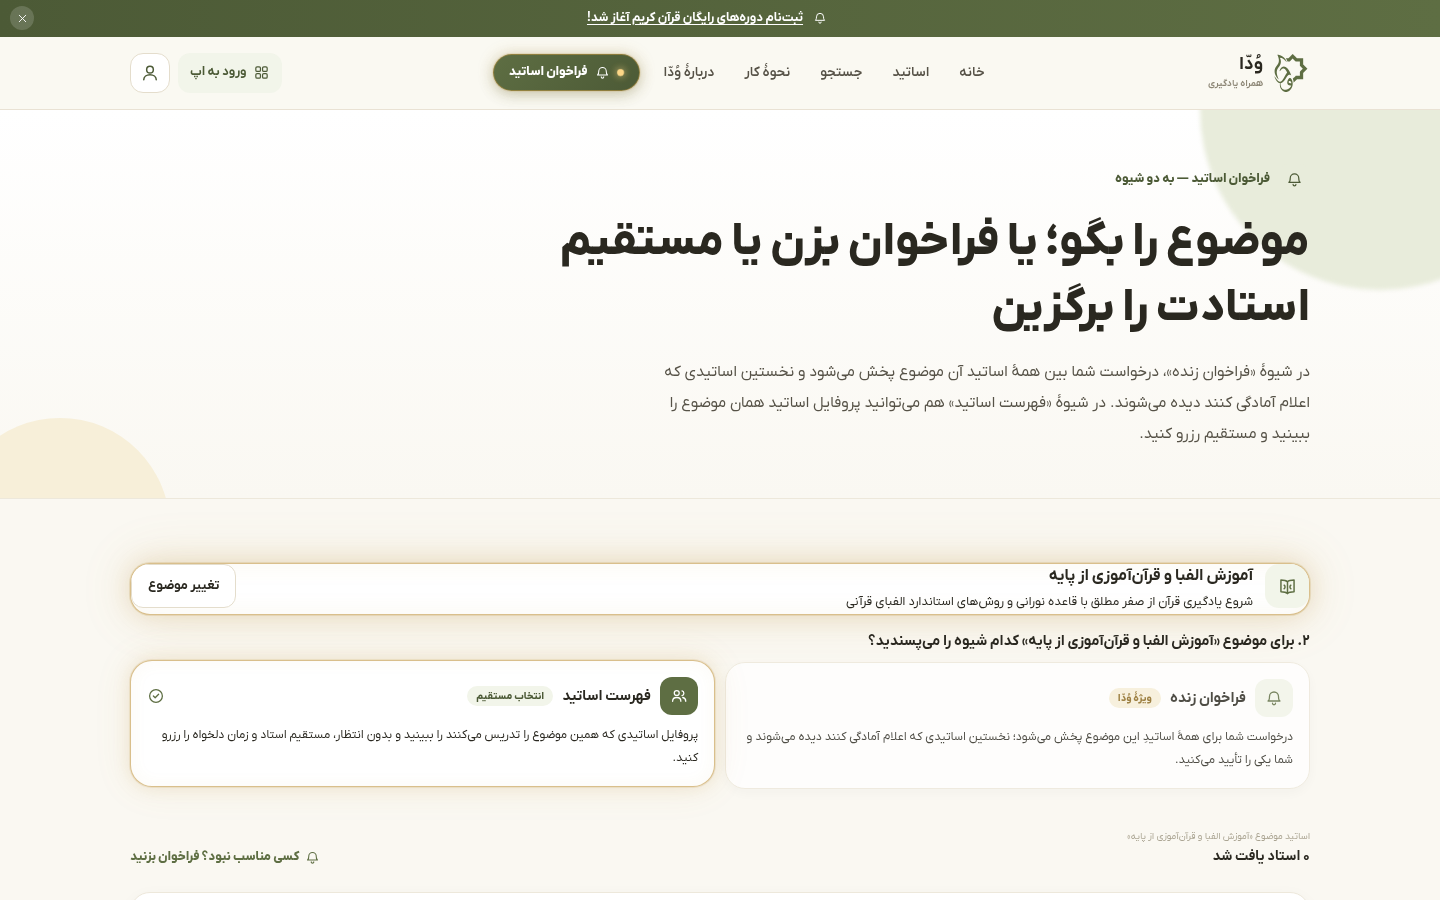 ثبت‌نام دوره‌های رایگان قرآن کریم آغاز شد!
وُدّا
همراه یادگیری
خانه
اساتید
جستجو
نحوهٔ کار
دربارهٔ وُدّا
فراخوان اساتید
ورود به اپ
فراخوان اساتید — به دو شیوه
موضوع را بگو؛ یا فراخوان بزن یا مستقیم
استادت را برگزین
در شیوهٔ «فراخوان زنده»، درخواست شما بین همهٔ اساتید آن موضوع پخش می‌شود و نخستین اساتیدی که
اعلام آمادگی کنند دیده می‌شوند. در شیوهٔ «فهرست اساتید» هم می‌توانید پروفایل اساتید همان موضوع را
ببینید و مستقیم رزرو کنید.
آموزش الفبا و قرآن‌آموزی از پایه
شروع یادگیری قرآن از صفر مطلق با قاعده نورانی و روش‌های استاندارد الفبای قرآنی
تغییر موضوع
۲. برای موضوع «آموزش الفبا و قرآن‌آموزی از پایه» کدام شیوه را می‌پسندید؟
فراخوان زنده
ویژهٔ وُدّا
درخواست شما برای همهٔ اساتیدِ این موضوع پخش می‌شود؛ نخستین اساتیدی که اعلام آمادگی کنند دیده می‌شوند و
شما یکی را تأیید می‌کنید.
فهرست اساتید
انتخاب مستقیم
پروفایل اساتیدی که همین موضوع را تدریس می‌کنند را ببینید و بدون انتظار، مستقیم استاد و زمان دلخواه را رزرو
کنید.
اساتید موضوع «آموزش الفبا و قرآن‌آموزی از پایه»
۰ استاد یافت شد
کسی مناسب نبود؟ فراخوان بزنید